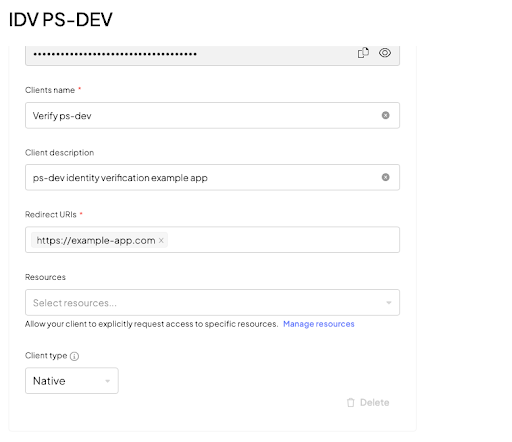 IDV PS-DEV
••••••••••••••••••••••••••••••••••••
Clients name *
Verify ps-dev
Client description
ps-dev identity verification example app
Redirect URIs *
https://example-app.com ×
Resources
Select resources...
Allow your client to explicitly request access to specific resources. Manage resources
Client type
Native
Delete